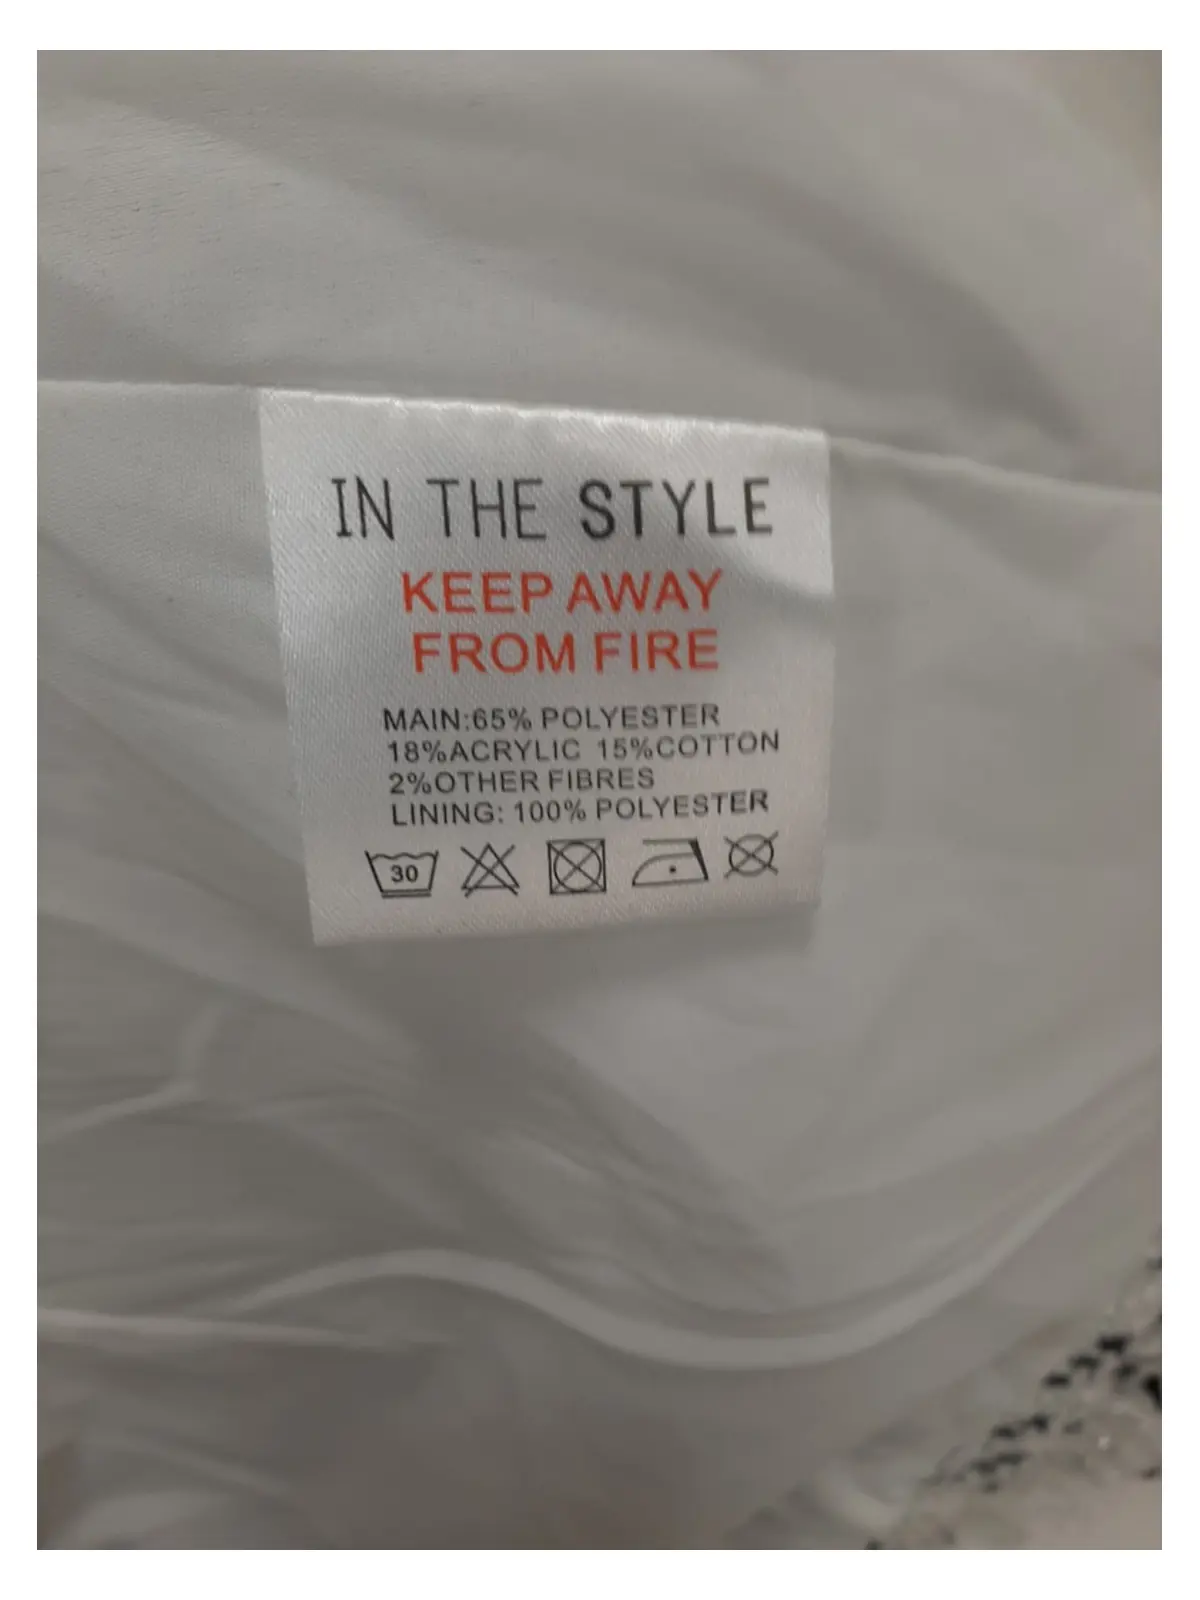 IN THE STYLE
KEEP AWAY
FROM FIRE
MAIN:65% POLYESTER
18%ACRYLIC 15%COTTON
2%OTHER FIBRES
LINING: 100% POLYESTER
30